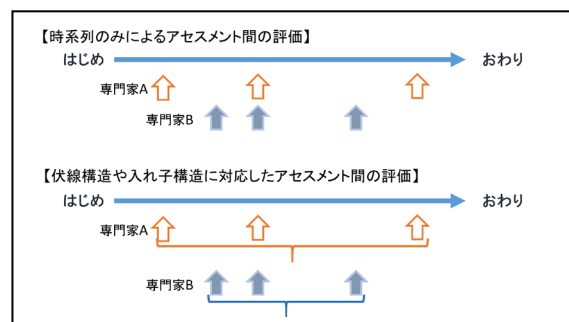 【時系列のみによるアセスメント間の評価】
はじめ おわり
専門家A
専門家B
【伏線構造や入れ子構造に対応したアセスメント間の評価】
はじめ おわり
専門家A
専門家B